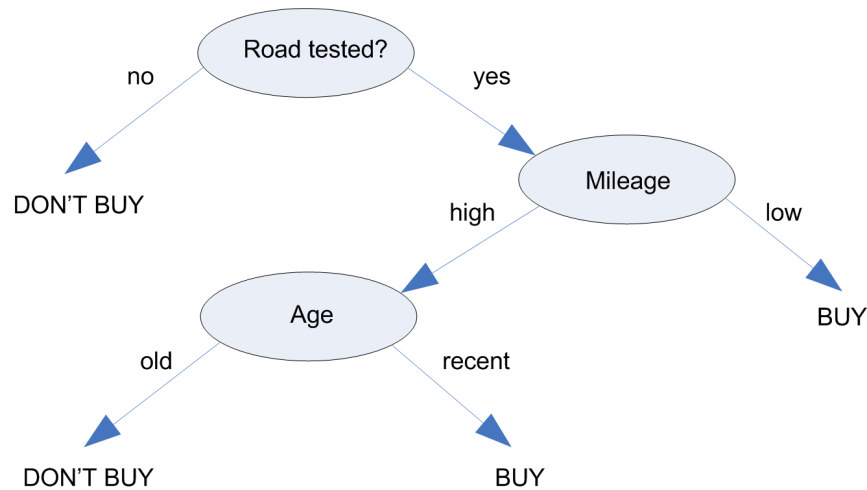 Road tested?
no
yes
DON’T BUY
Mileage
high
low
Age
BUY
old
recent
DON’T BUY
BUY